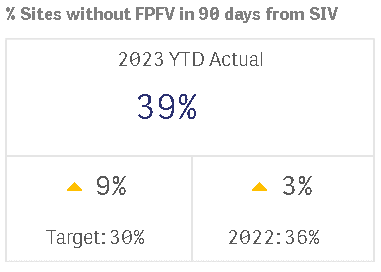 % Sites without FPFV in 90 days from SIV
2023 YTD Actual
39%
9%
3%
Target: 30%
2022: 36%